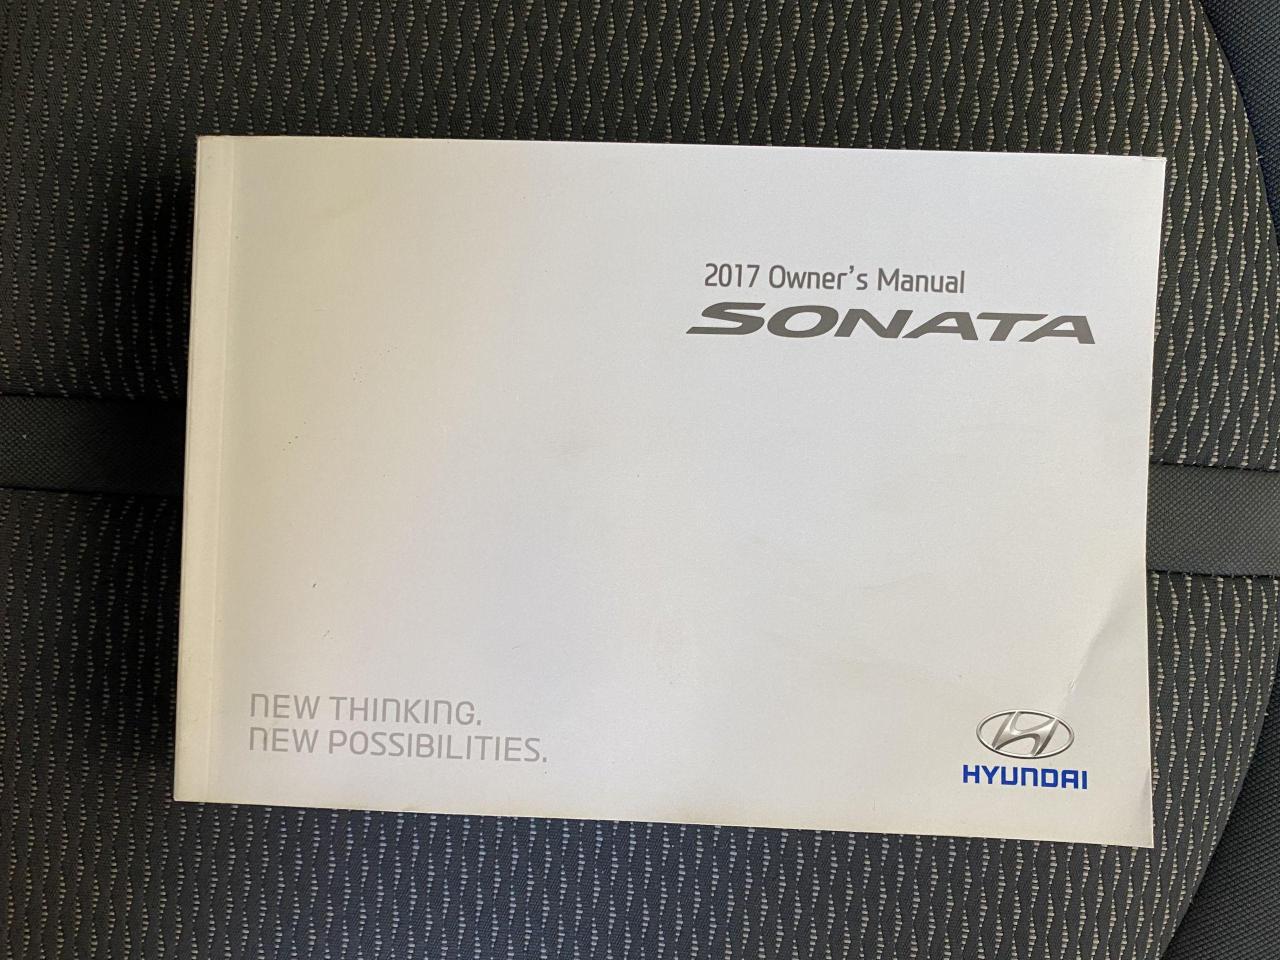 2017 Owner's Manual
SONATA
NEW THINKING.
NEW POSSIBILITIES.
HYUNDAI